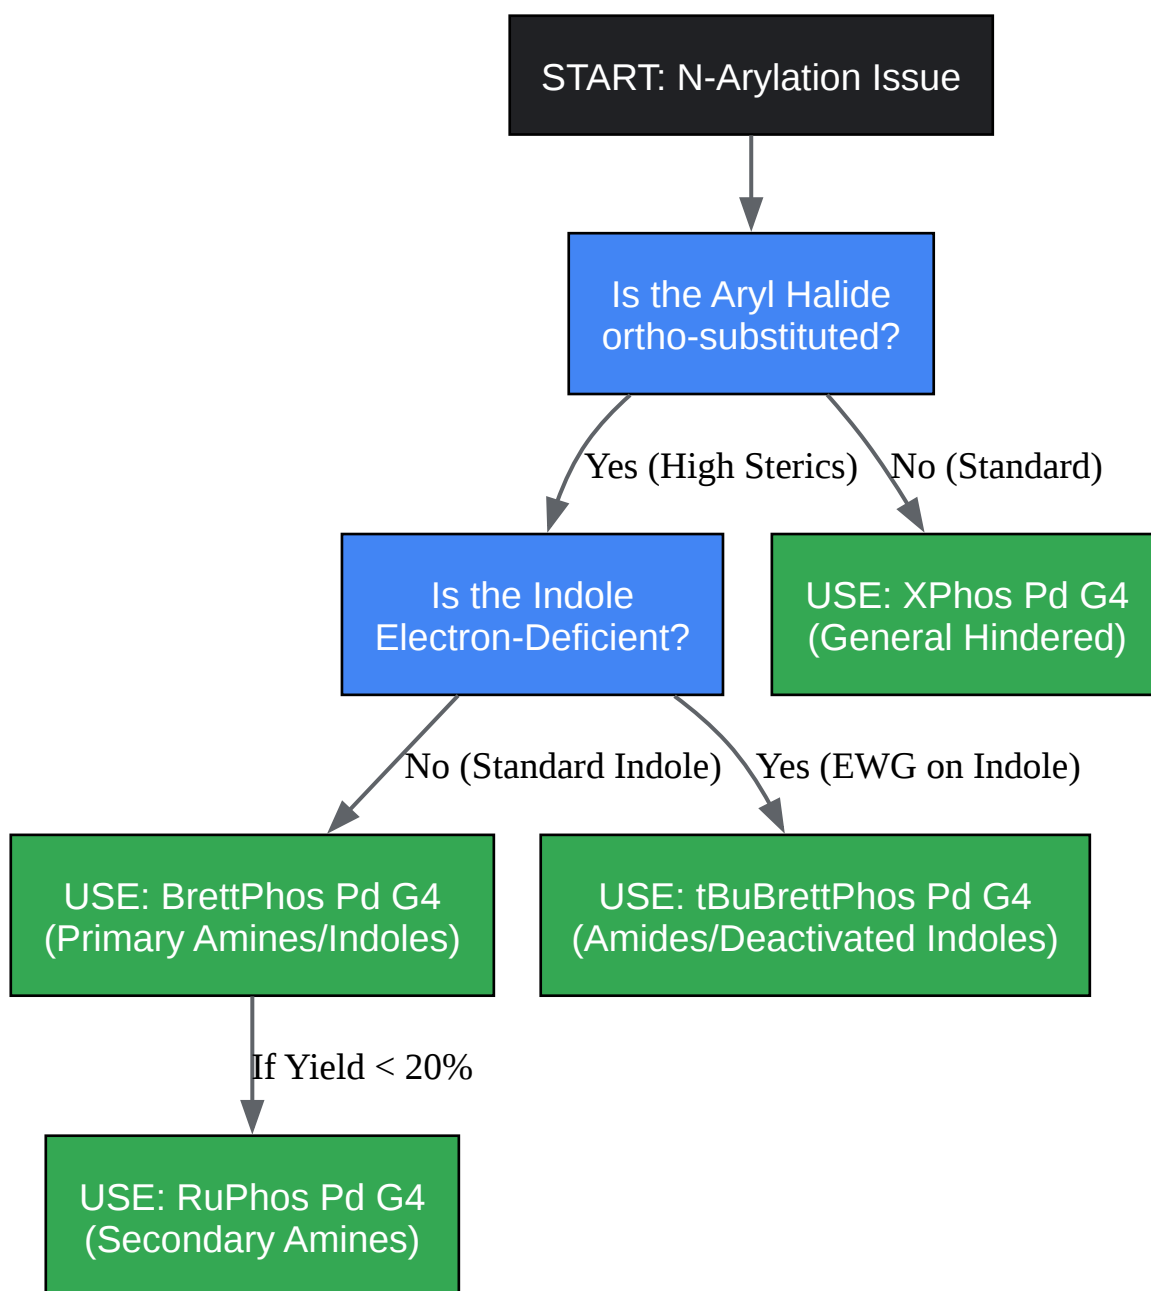 START: N-Arylation Issue
Is the Aryl Halide
ortho-substituted?
Yes (High Sterics)
No (Standard)
Is the Indole
Electron-Deficient?
USE: XPhos Pd G4
(General Hindered)
No (Standard Indole)
Yes (EWG on Indole)
USE: BrettPhos Pd G4
(Primary Amines/Indoles)
USE: tBuBrettPhos Pd G4
(Amides/Deactivated Indoles)
If Yield < 20%
USE: RuPhos Pd G4
(Secondary Amines)